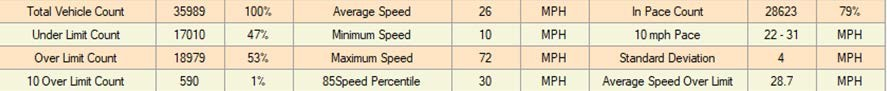 Total Vehicle Count 35989 100% Average Speed 26 MPH In Pace Count 28623 79%
Under Limit Count 17010 47% Minimum Speed 10 MPH 10 mph Pace 22 - 31 MPH
Over Limit Count 18979 53% Maximum Speed 72 MPH Standard Deviation 4 MPH
10 Over Limit Count 590 1% 85Speed Percentile 30 MPH Average Speed Over Limit 28.7 MPH